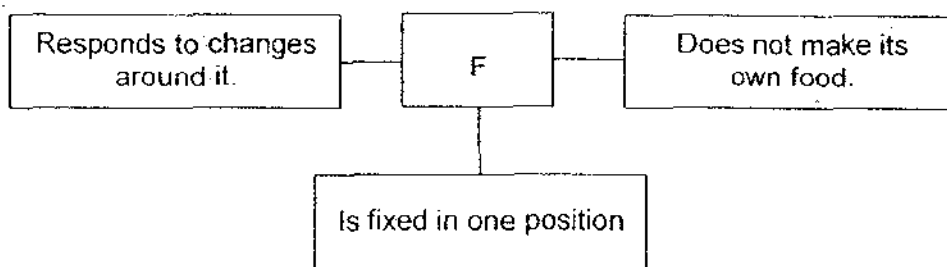 Responds to changes
around it.
F
Does not make its
own food.
Is fixed in one position